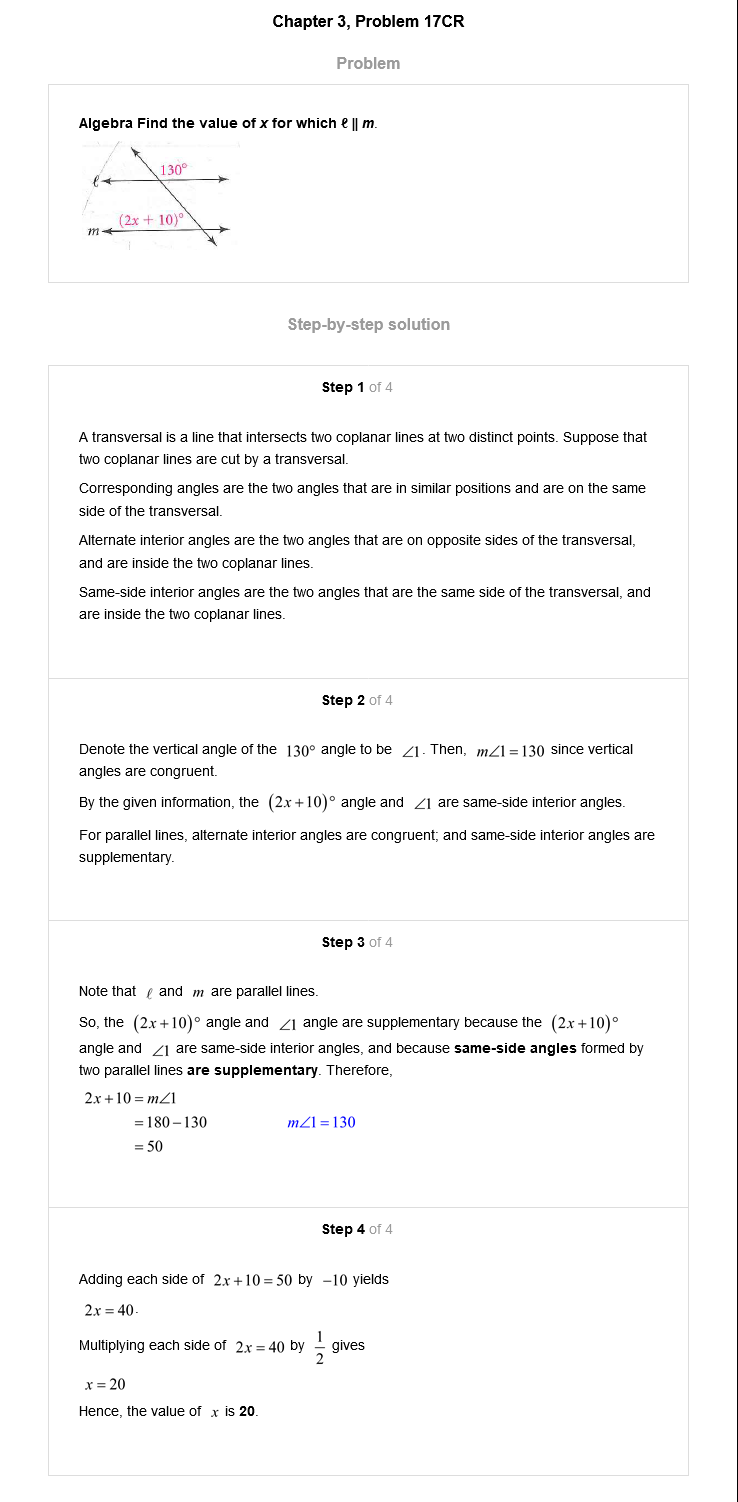 Chapter 3, Problem 17CR
Problem
Algebra Find the value of x for which ℓ || m.
130°
ℓ
(2x + 10)°
m
Step-by-step solution
Step 1 of 4
A transversal is a line that intersects two coplanar lines at two distinct points. Suppose that
two coplanar lines are cut by a transversal.
Corresponding angles are the two angles that are in similar positions and are on the same
side of the transversal.
Alternate interior angles are the two angles that are on opposite sides of the transversal,
and are inside the two coplanar lines.
Same-side interior angles are the two angles that are the same side of the transversal, and
are inside the two coplanar lines.
Step 2 of 4
Denote the vertical angle of the 130° angle to be ∠1. Then, m∠1 = 130 since vertical
angles are congruent.
By the given information, the (2x+10)° angle and ∠1 are same-side interior angles.
For parallel lines, alternate interior angles are congruent; and same-side interior angles are
supplementary.
Step 3 of 4
Note that ℓ and m are parallel lines.
So, the (2x+10)° angle and ∠1 angle are supplementary because the (2x+10)°
angle and ∠1 are same-side interior angles, and because same-side angles formed by
two parallel lines are supplementary. Therefore,
2x+10 = m∠1
= 180 – 130 m∠1 = 130
= 50
Step 4 of 4
Adding each side of 2x+10 = 50 by –10 yields
2x = 40.
Multiplying each side of 2x = 40 by 1/2 gives
x = 20
Hence, the value of x is 20.